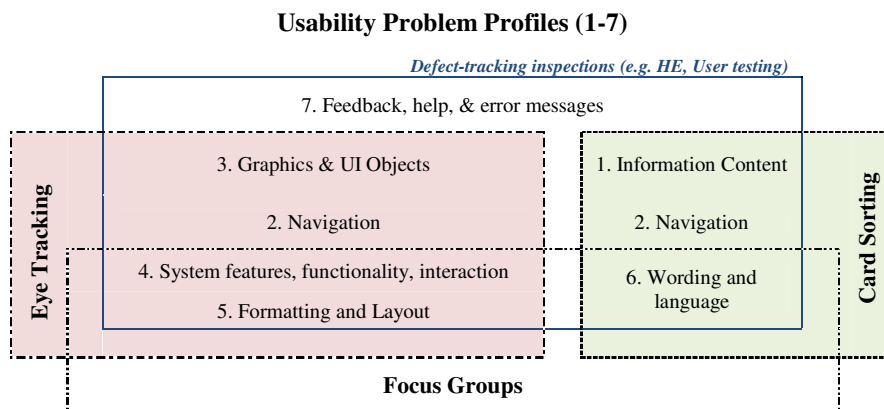 Usability Problem Profiles (1-7)
Defect-tracking inspections (e.g. HE, User testing)
7. Feedback, help, & error messages
Eye Tracking
3. Graphics & UI Objects
2. Navigation
4. System features, functionality, interaction
5. Formatting and Layout
1. Information Content
2. Navigation
6. Wording and
language
Card Sorting
Focus Groups